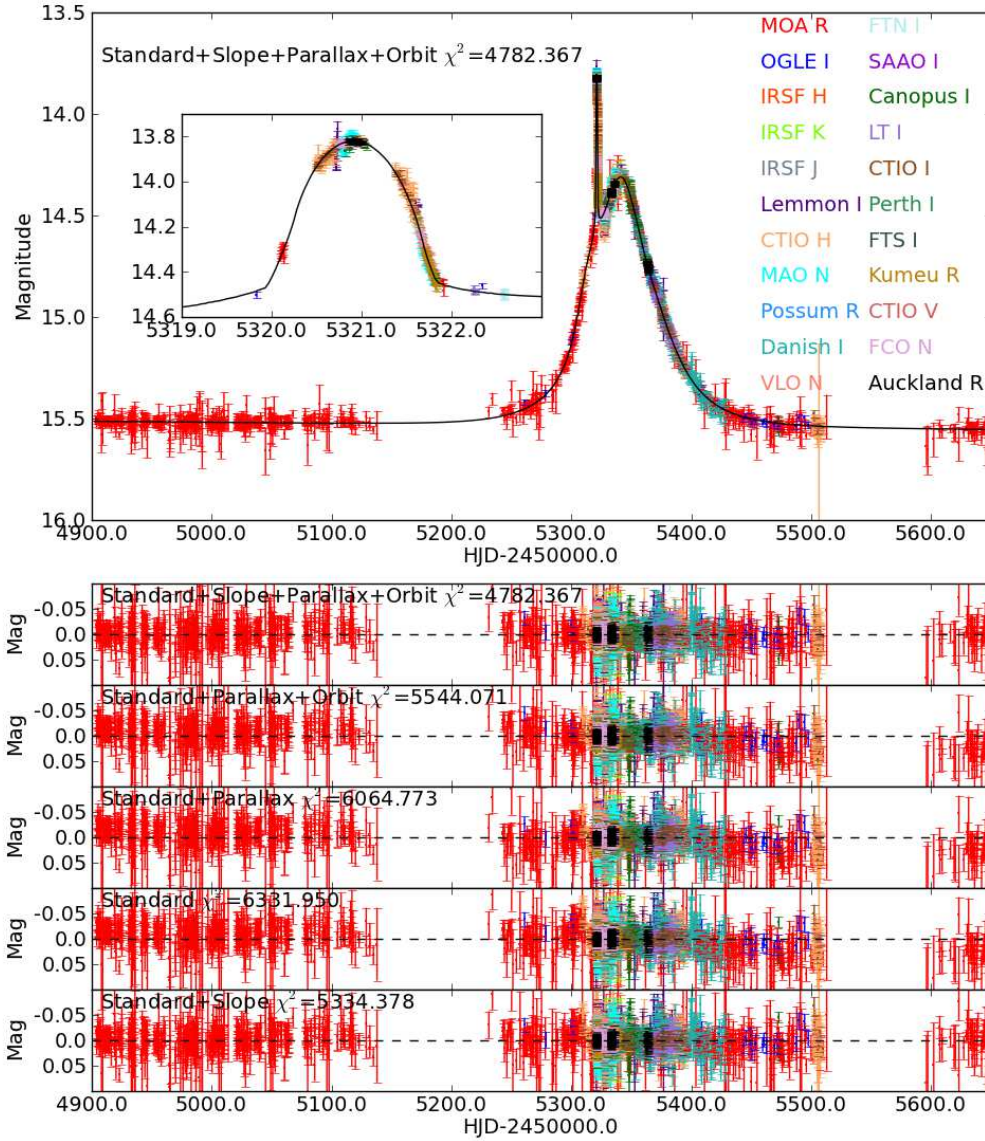 13.5
14.0
14.5
15.0
15.5
16.0
Magnitude
Standard+Slope+Parallax+Orbit χ²=4782.367
13.8
14.0
14.2
14.4
14.6
5319.0 5320.0 5321.0 5322.0
MOA R FTN I
OGLE I SAAO I
IRSF H Canopus I
IRSF K LT I
IRSF J CTIO I
Lemmon I Perth I
CTIO H FTS I
MAO N Kumeu R
Possum R CTIO V
Danish I FCO N
VLO N Auckland R
4900.0 5000.0 5100.0 5200.0 5300.0 5400.0 5500.0 5600.0
HJD-2450000.0
Standard+Slope+Parallax+Orbit χ²=4782.367
Mag
-0.05
0.0
0.05
Standard+Parallax+Orbit χ²=5544.071
Mag
-0.05
0.0
0.05
Standard+Parallax χ²=6064.773
Mag
-0.05
0.0
0.05
Standard χ²=6331.950
Mag
-0.05
0.0
0.05
Standard+Slope χ²=5334.378
Mag
-0.05
0.0
0.05
4900.0 5000.0 5100.0 5200.0 5300.0 5400.0 5500.0 5600.0
HJD-2450000.0